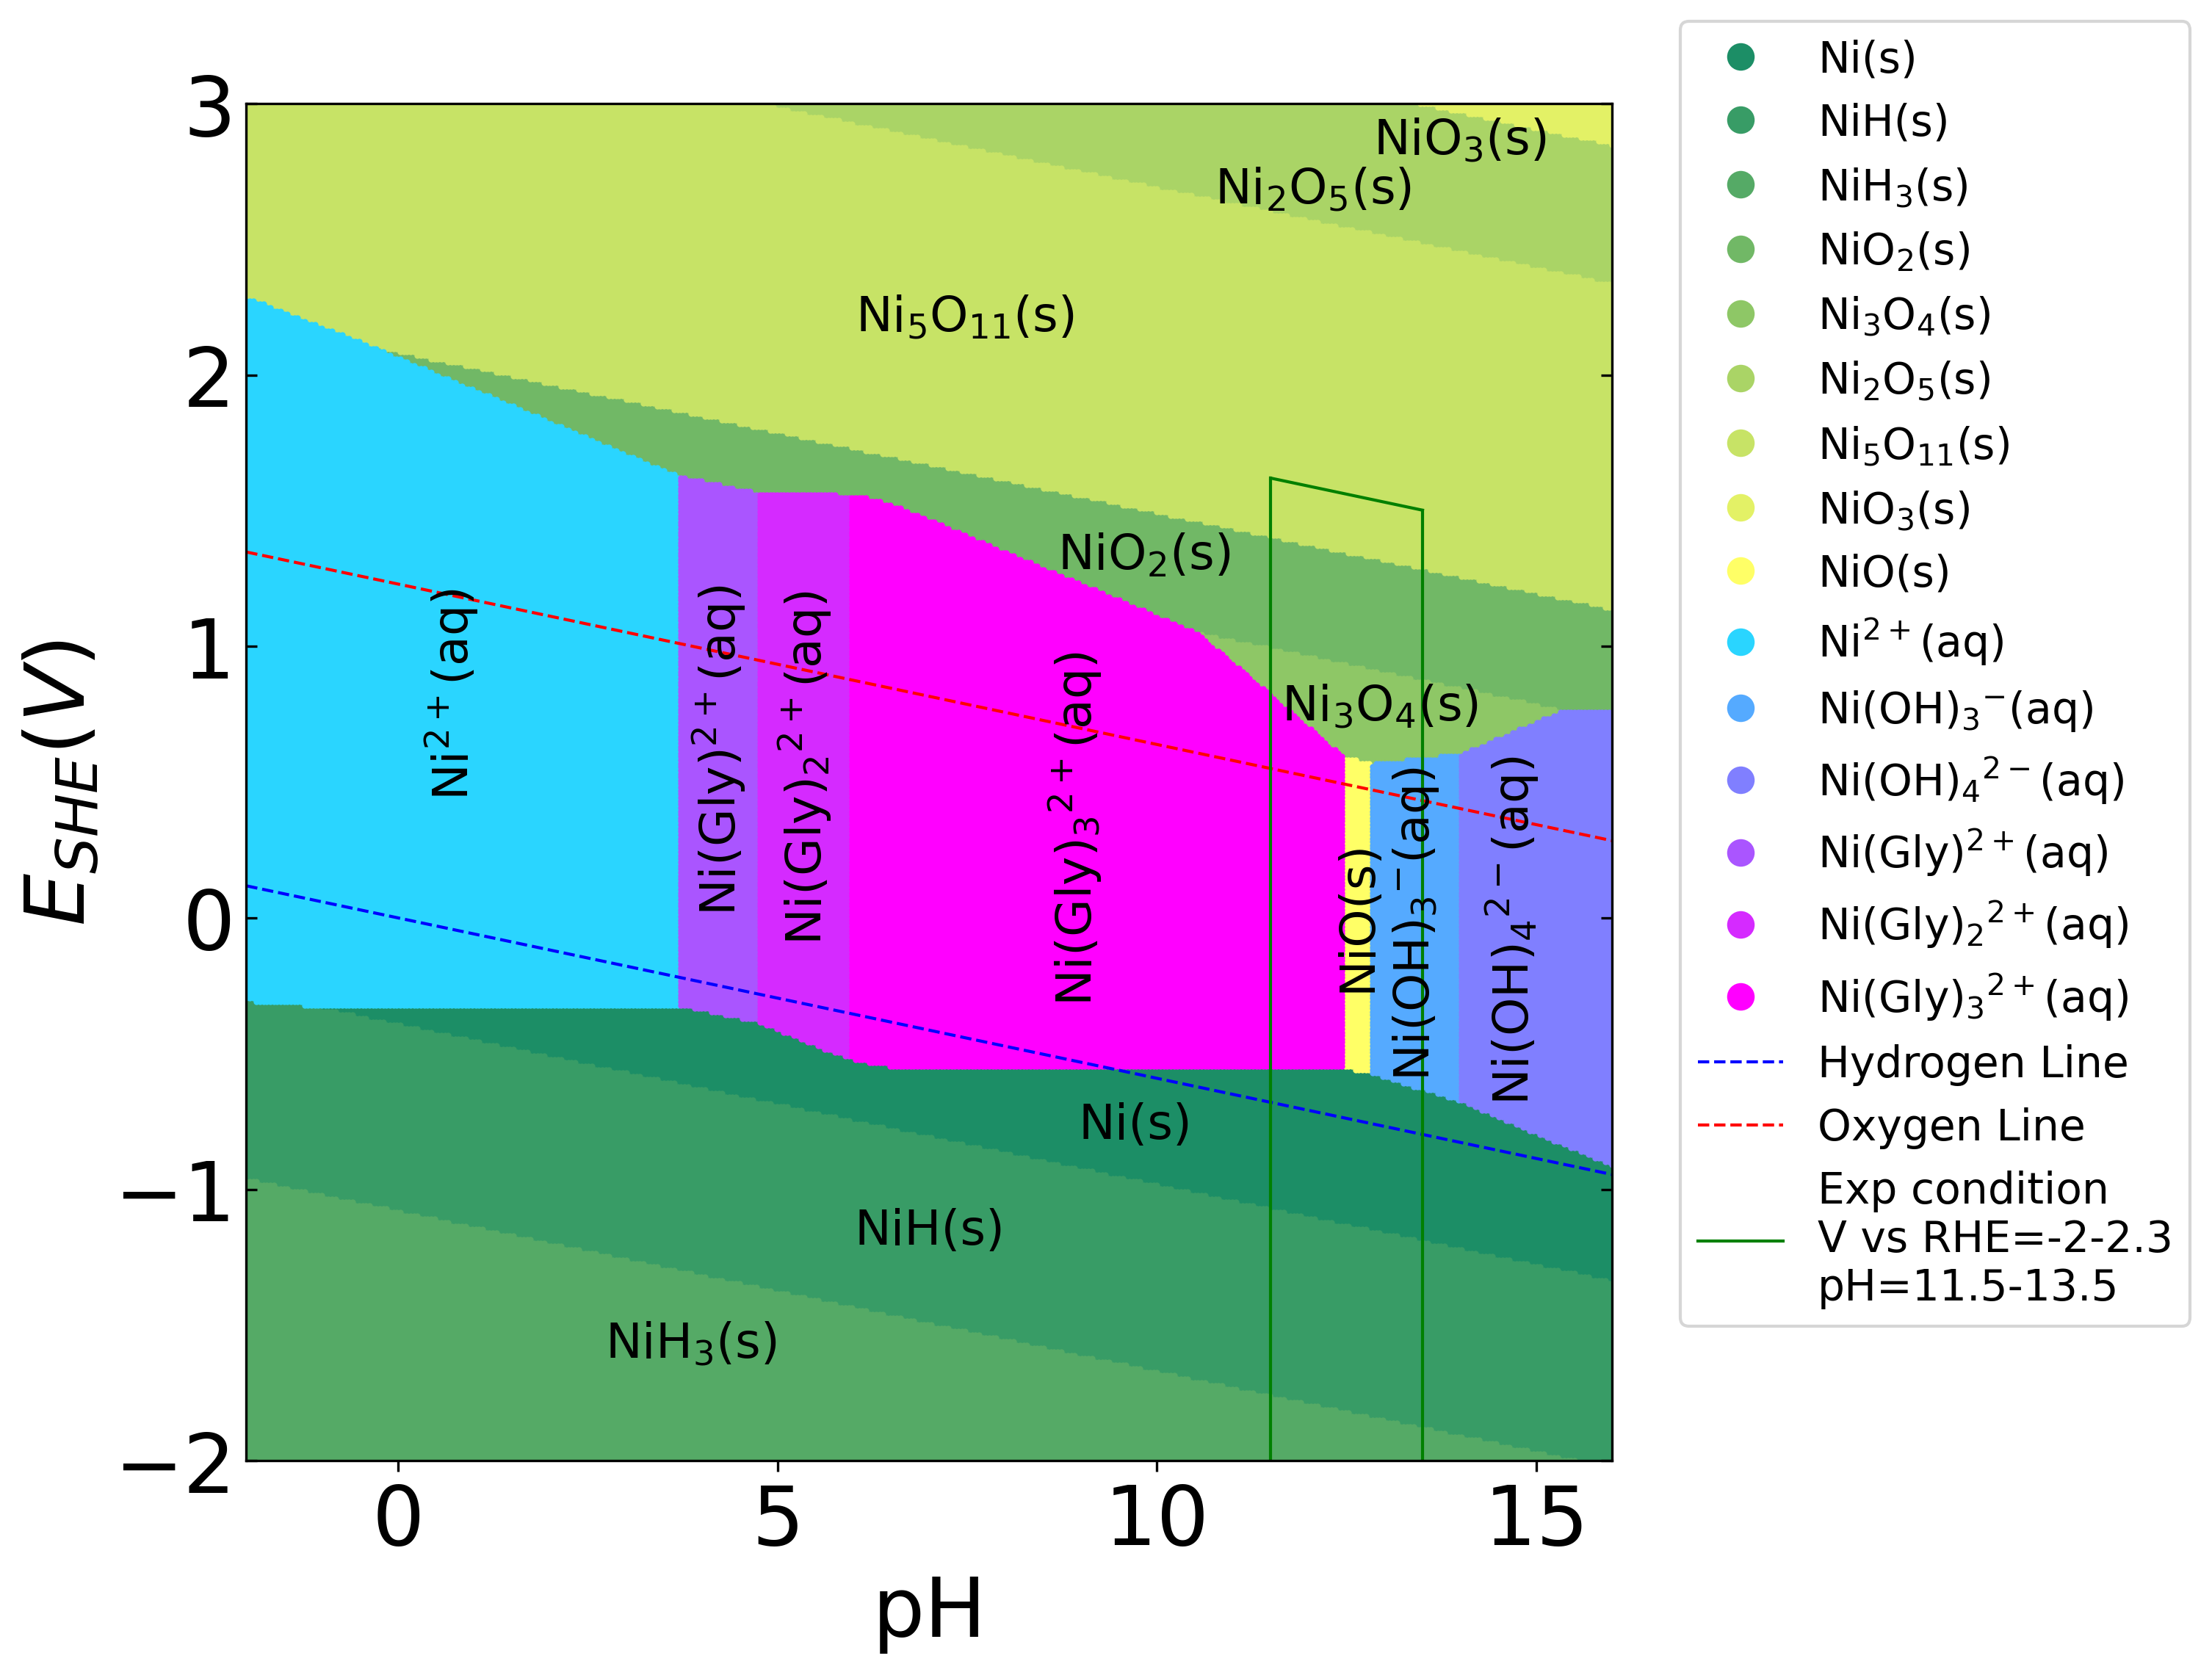 3
2
1
0
−1
−2
E_SHE(V)
0
5
10
15
pH
NiO₃(s)
Ni₂O₅(s)
Ni₅O₁₁(s)
NiO₂(s)
Ni₃O₄(s)
Ni²⁺(aq)
Ni(Gly)²⁺(aq)
Ni(Gly)₂²⁺(aq)
Ni(Gly)₃²⁺(aq)
NiO(s)
Ni(OH)₃⁻(aq)
Ni(OH)₄²⁻(aq)
Ni(s)
NiH(s)
NiH₃(s)
Ni(s)
NiH(s)
NiH₃(s)
NiO₂(s)
Ni₃O₄(s)
Ni₂O₅(s)
Ni₅O₁₁(s)
NiO₃(s)
NiO(s)
Ni²⁺(aq)
Ni(OH)₃⁻(aq)
Ni(OH)₄²⁻(aq)
Ni(Gly)²⁺(aq)
Ni(Gly)₂²⁺(aq)
Ni(Gly)₃²⁺(aq)
Hydrogen Line
Oxygen Line
Exp condition
V vs RHE=-2-2.3
pH=11.5-13.5